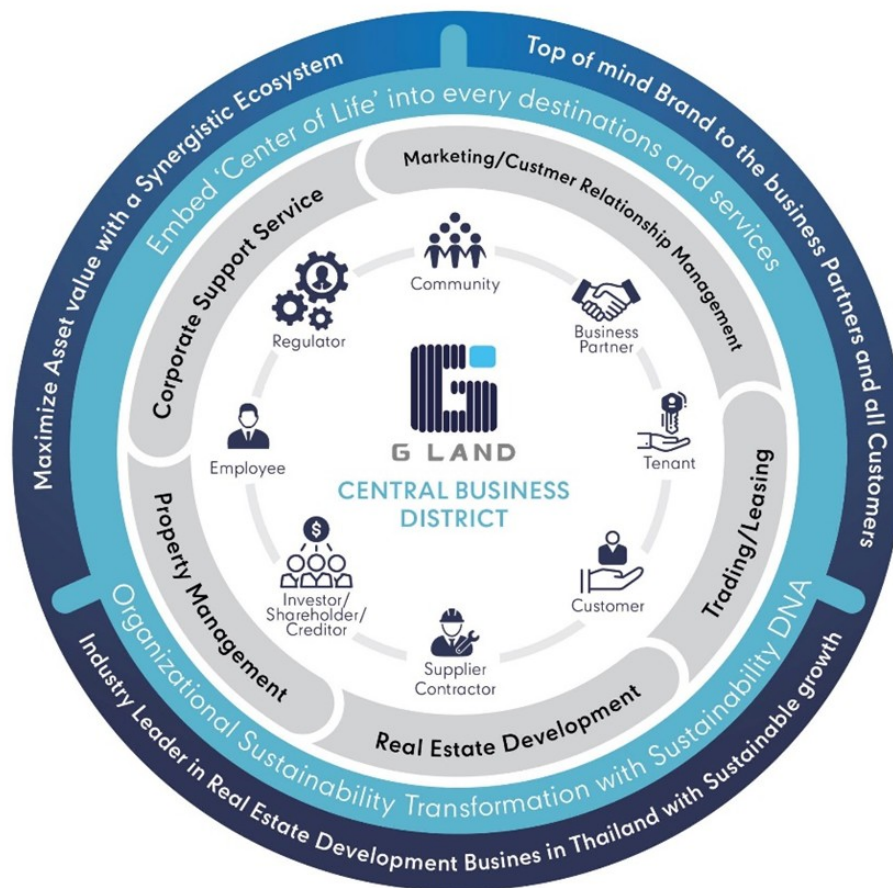 Maximize Asset value with a Synergistic Ecosystem
Top of mind Brand to the business Partners and all Customers
Industry Leader in Real Estate Development Busines in Thailand with Sustainable growth
Embed ‘Center of Life’ into every destinations and services
Organizational Sustainability Transformation with Sustainability DNA
Corporate Support Service
Marketing/Custmer Relationship Management
Trading/Leasing
Real Estate Development
Property Management
Community
Business
Partner
Tenant
Customer
Supplier
Contractor
Investor/
Shareholder/
Creditor
Employee
Regulator
G LAND
CENTRAL BUSINESS
DISTRICT